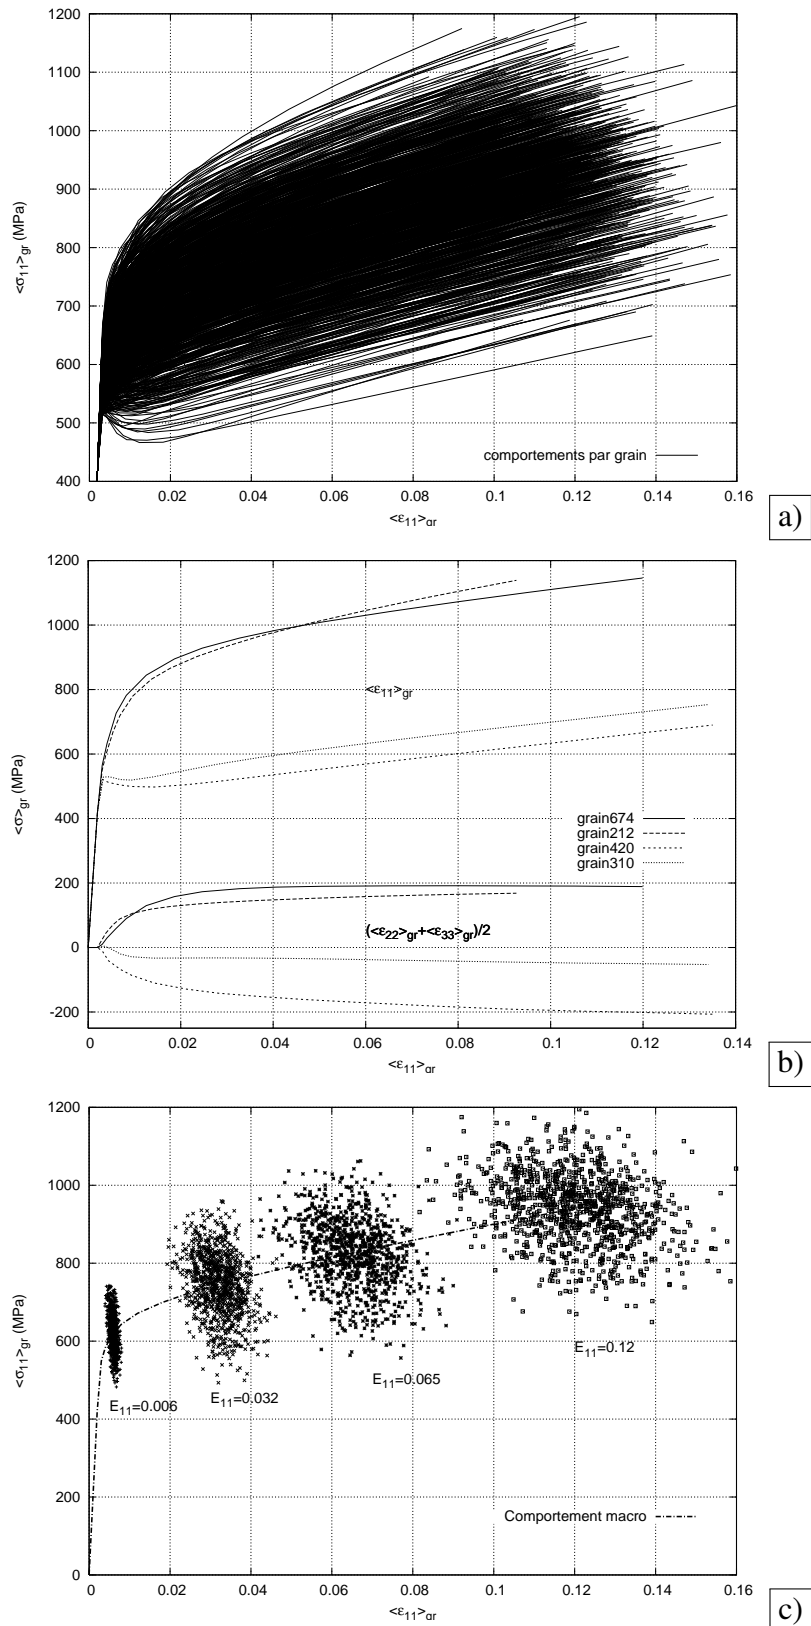 1200
1100
1000
900
800
700
600
500
400
<σ₁₁>gr (MPa)
comportements par grain
0 0.02 0.04 0.06 0.08 0.1 0.12 0.14 0.16
<ε₁₁>gr
a)
1200
1000
800
600
400
200
0
-200
<σ>gr (MPa)
<ε₁₁>gr
grain674
grain212
grain420
grain310
(<ε₂₂>gr+<ε₃₃>gr)/2
0 0.02 0.04 0.06 0.08 0.1 0.12 0.14
<ε₁₁>gr
b)
1200
1000
800
600
400
200
0
<σ₁₁>gr (MPa)
E₁₁=0.006
E₁₁=0.032
E₁₁=0.065
E₁₁=0.12
Comportement macro
0 0.02 0.04 0.06 0.08 0.1 0.12 0.14 0.16
<ε₁₁>gr
c)